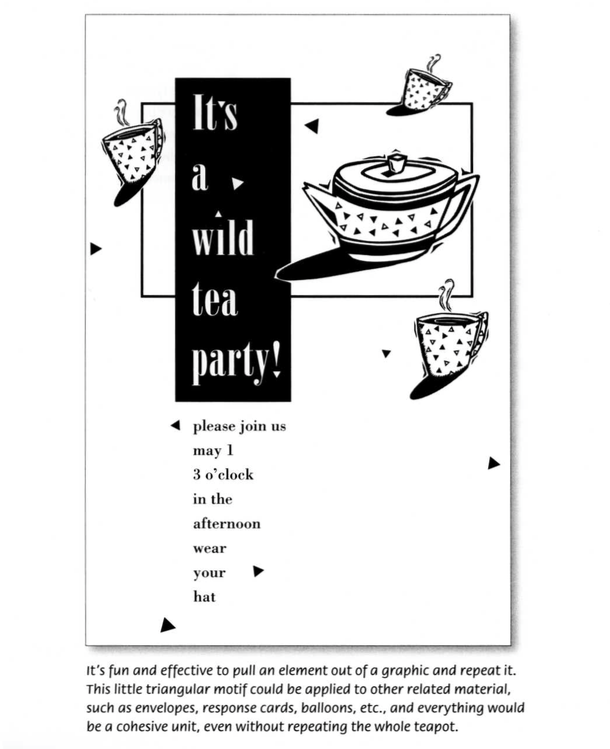 It's
a
wild
tea
party!
please join us
may 1
3 o'clock
in the
afternoon
wear
your
hat
It's fun and effective to pull an element out of a graphic and repeat it.
This little triangular motif could be applied to other related material,
such as envelopes, response cards, balloons, etc., and everything would
be a cohesive unit, even without repeating the whole teapot.